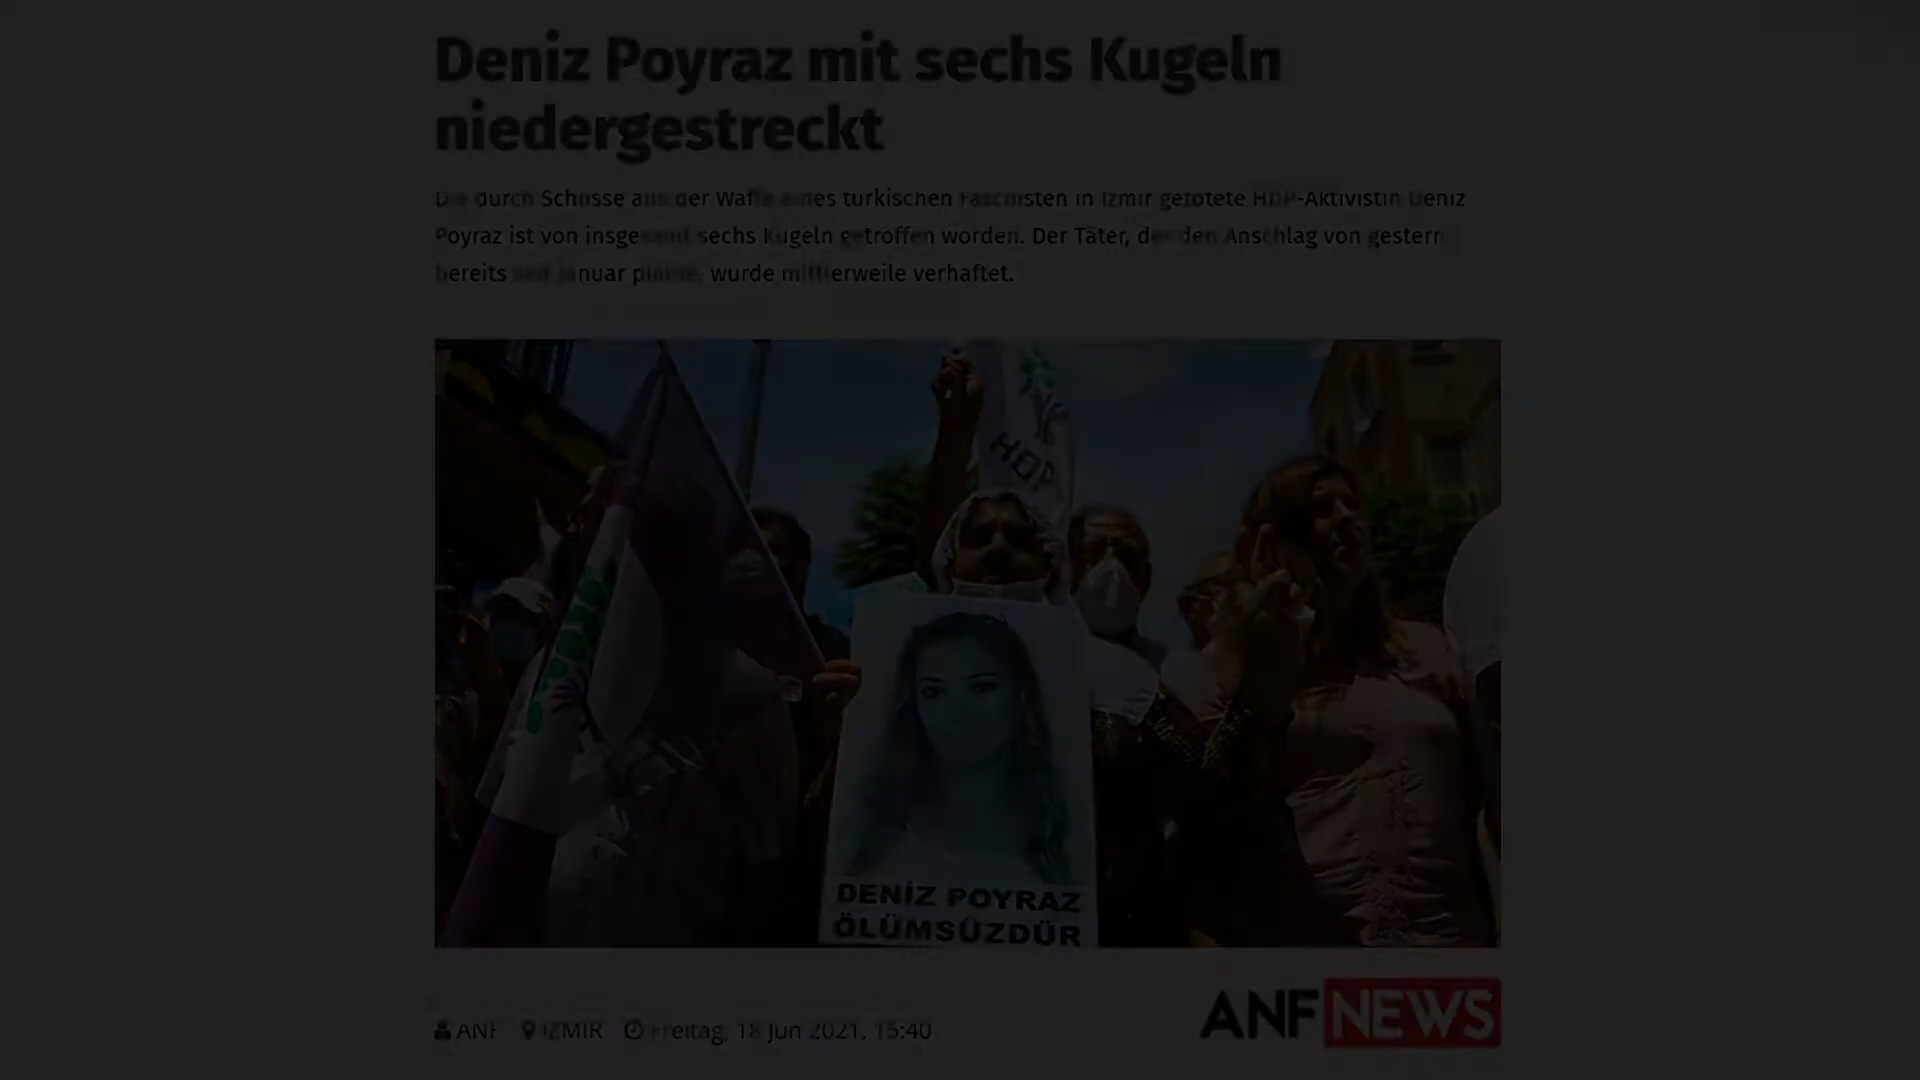 Deniz Poyraz mit sechs Kugeln
niedergestreckt
Die durch Schüsse aus der Waffe eines türkischen Faschisten in Izmir getötete HDP-Aktivistin Deniz
Poyraz ist von insgesamt sechs Kugeln getroffen worden. Der Täter, der den Anschlag von gestern
bereits seit Januar plante, wurde mittlerweile verhaftet.
HDP
DENİZ POYRAZ
ÖLÜMSÜZDÜR
ANF IZMIR Freitag, 18 Jun 2021, 15:40
ANF NEWS